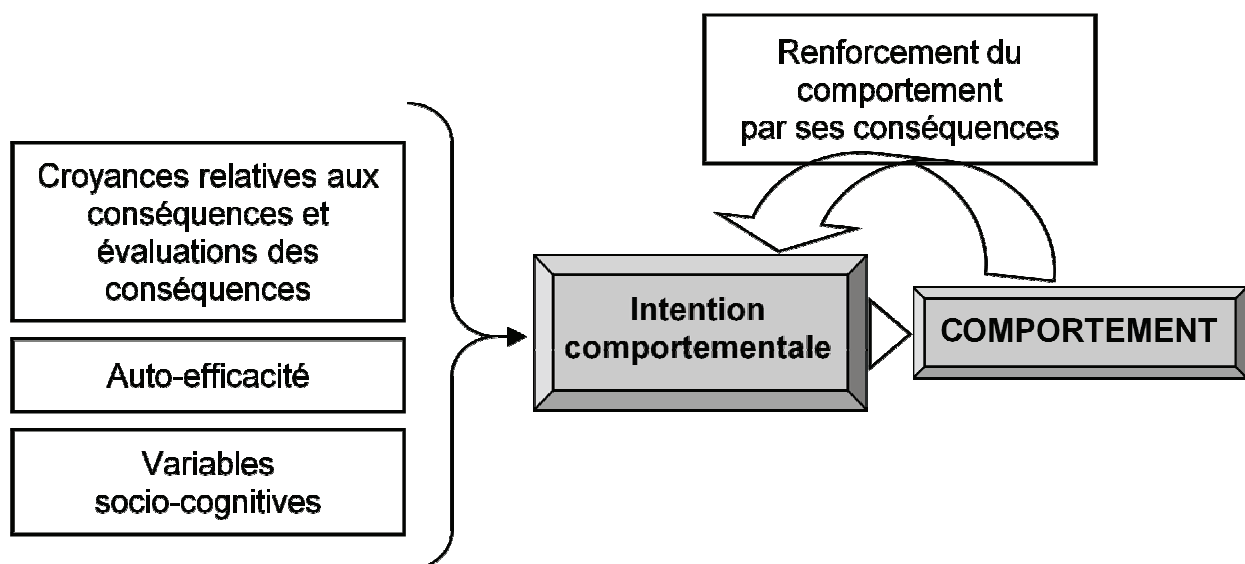 Renforcement du
comportement
par ses conséquences
Croyances relatives aux
conséquences et
évaluations des
conséquences
Auto-efficacité
Variables
socio-cognitives
Intention
comportementale
COMPORTEMENT